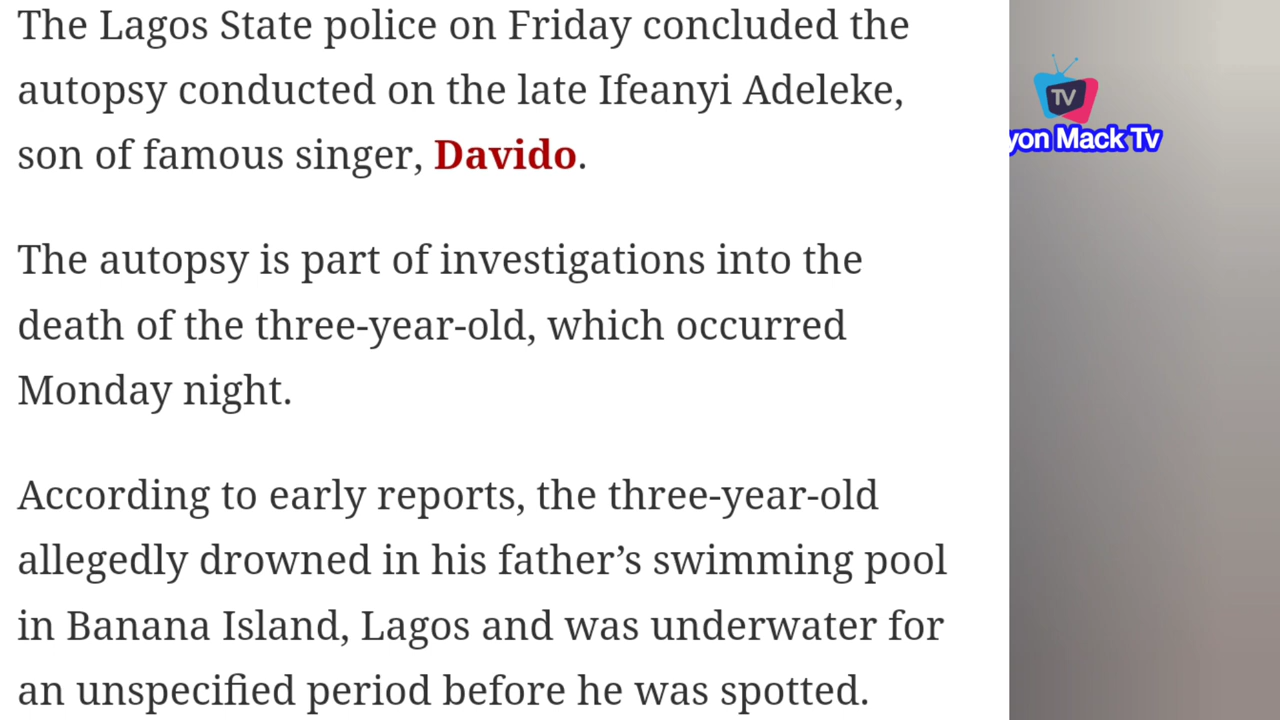 The Lagos State police on Friday concluded the
autopsy conducted on the late Ifeanyi Adeleke,
son of famous singer, Davido.
The autopsy is part of investigations into the
death of the three-year-old, which occurred
Monday night.
According to early reports, the three-year-old
allegedly drowned in his father’s swimming pool
in Banana Island, Lagos and was underwater for
an unspecified period before he was spotted.
TV
yon Mack Tv